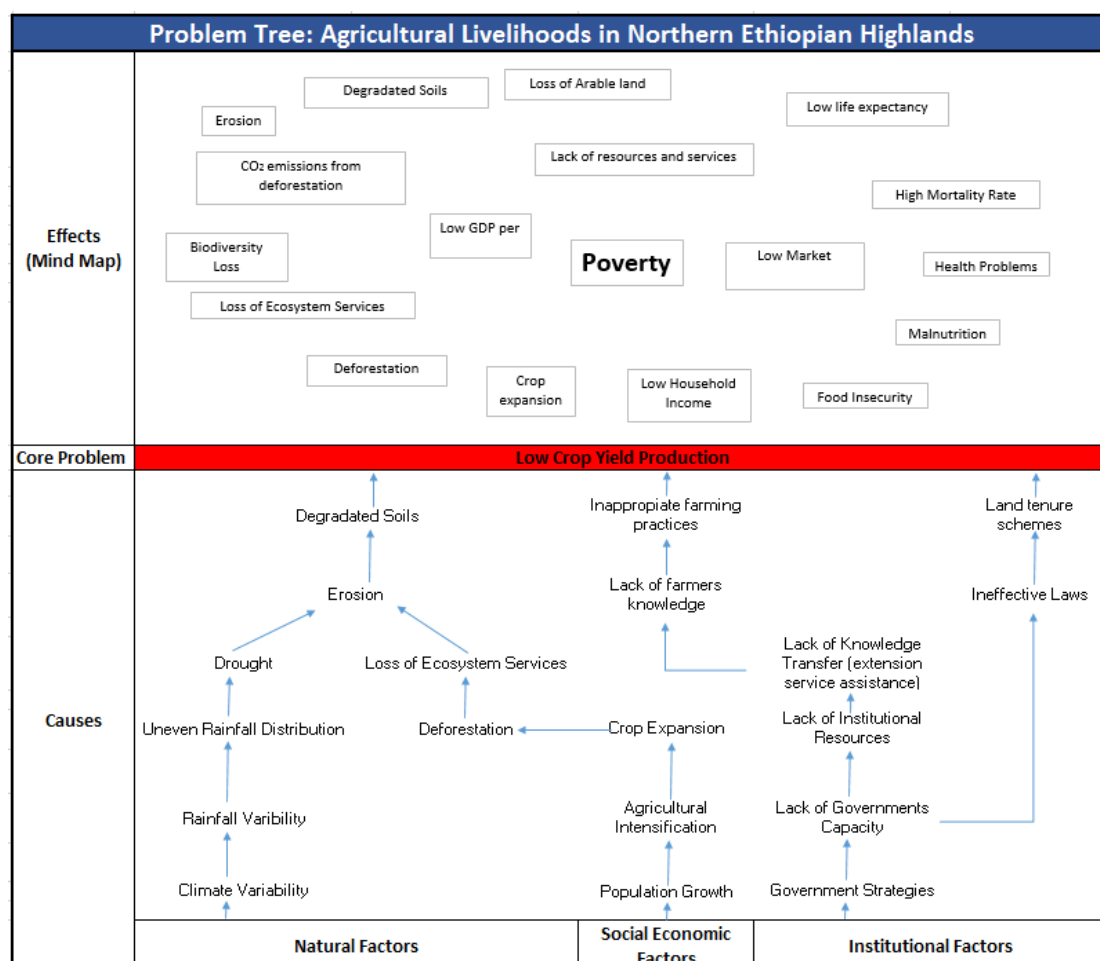 Problem Tree: Agricultural Livelihoods in Northern Ethiopian Highlands
Effects
(Mind Map)
Degradated Soils
Loss of Arable land
Low life expectancy
Erosion
CO₂ emissions from
deforestation
Lack of resources and services
High Mortality Rate
Low GDP per
Biodiversity
Loss
Poverty
Low Market
Health Problems
Loss of Ecosystem Services
Malnutrition
Deforestation
Crop
expansion
Low Household
Income
Food Insecurity
Core Problem
Low Crop Yield Production
Causes
Degradated Soils
Inappropiate farming
practices
Land tenure
schemes
Erosion
Lack of farmers
knowledge
Ineffective Laws
Drought
Loss of Ecosystem Services
Lack of Knowledge
Transfer (extension
service assistance)
Uneven Rainfall Distribution
Deforestation
Crop Expansion
Lack of Institutional
Resources
Rainfall Varibility
Agricultural
Intensification
Lack of Governments
Capacity
Climate Variability
Population Growth
Government Strategies
Natural Factors
Social Economic
Factors
Institutional Factors